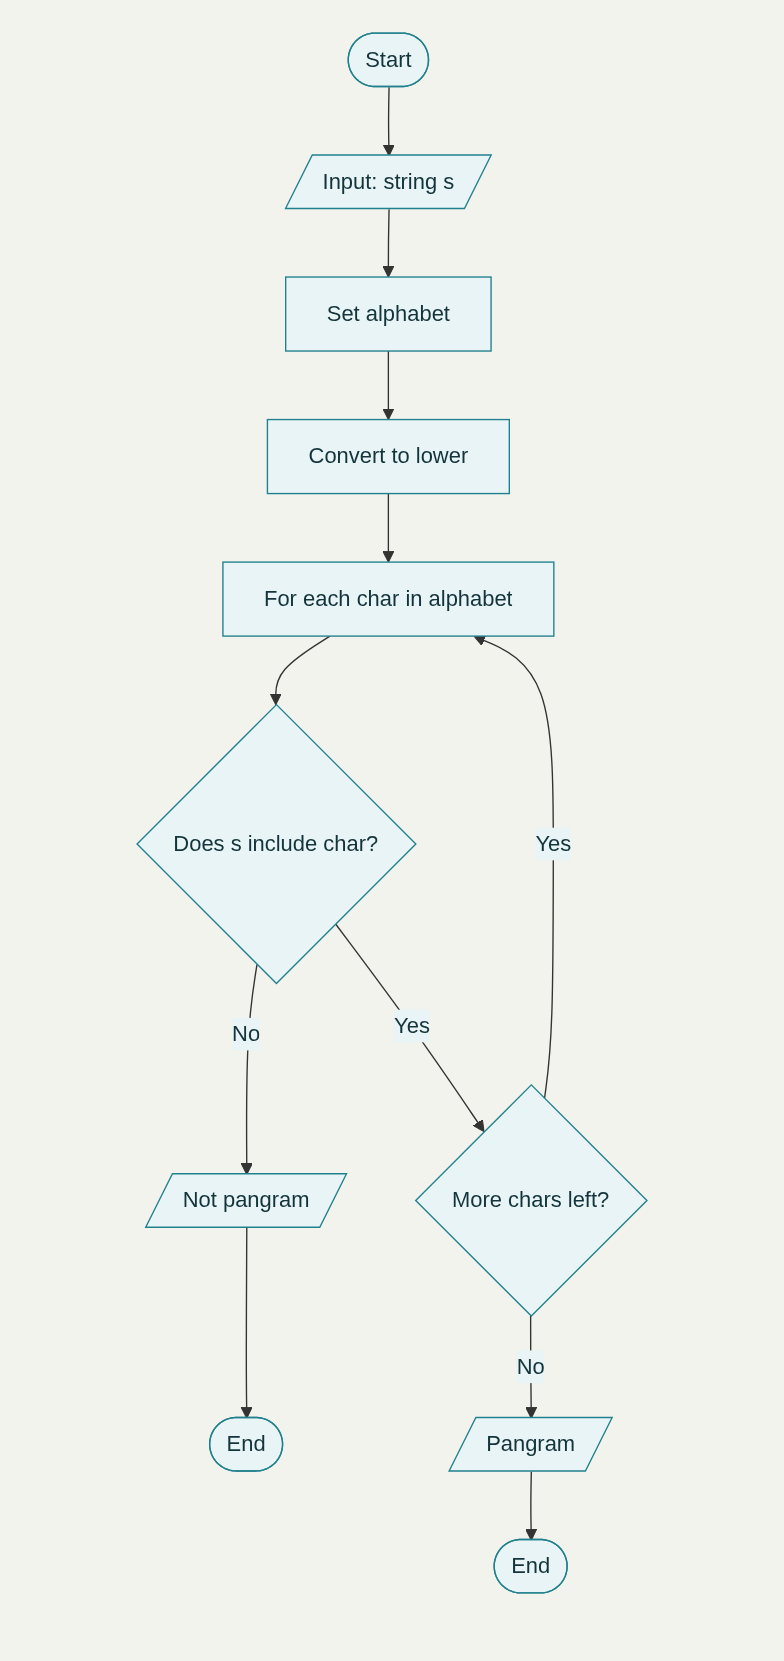 Start
Input: string s
Set alphabet
Convert to lower
For each char in alphabet
Does s include char?
Yes
No
Yes
Not pangram
More chars left?
No
End
Pangram
End